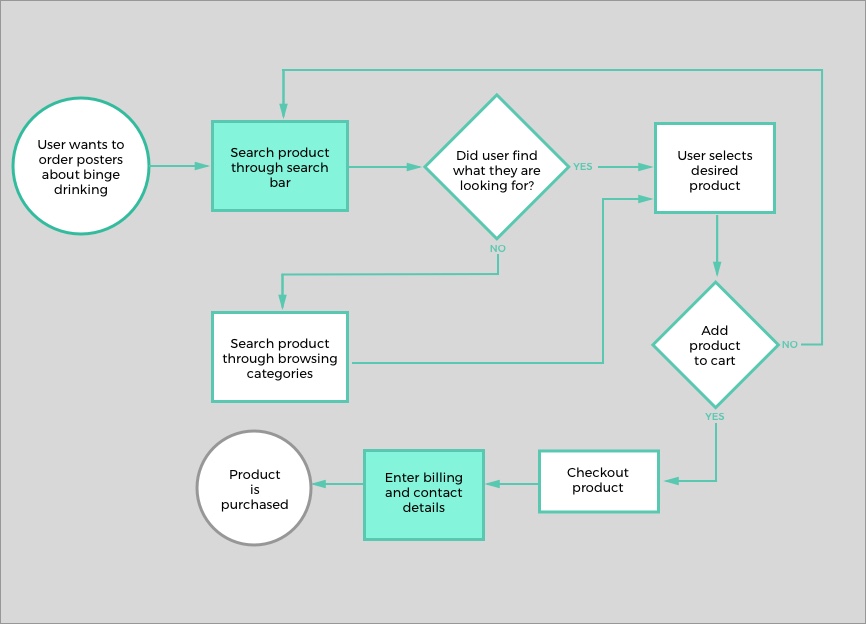 User wants to
order posters
about binge
drinking
Search product
through search
bar
Did user find
what they are
looking for?
YES
User selects
desired
product
NO
Search product
through browsing
categories
Add
product
to cart
NO
YES
Checkout
product
Enter billing
and contact
details
Product
is
purchased